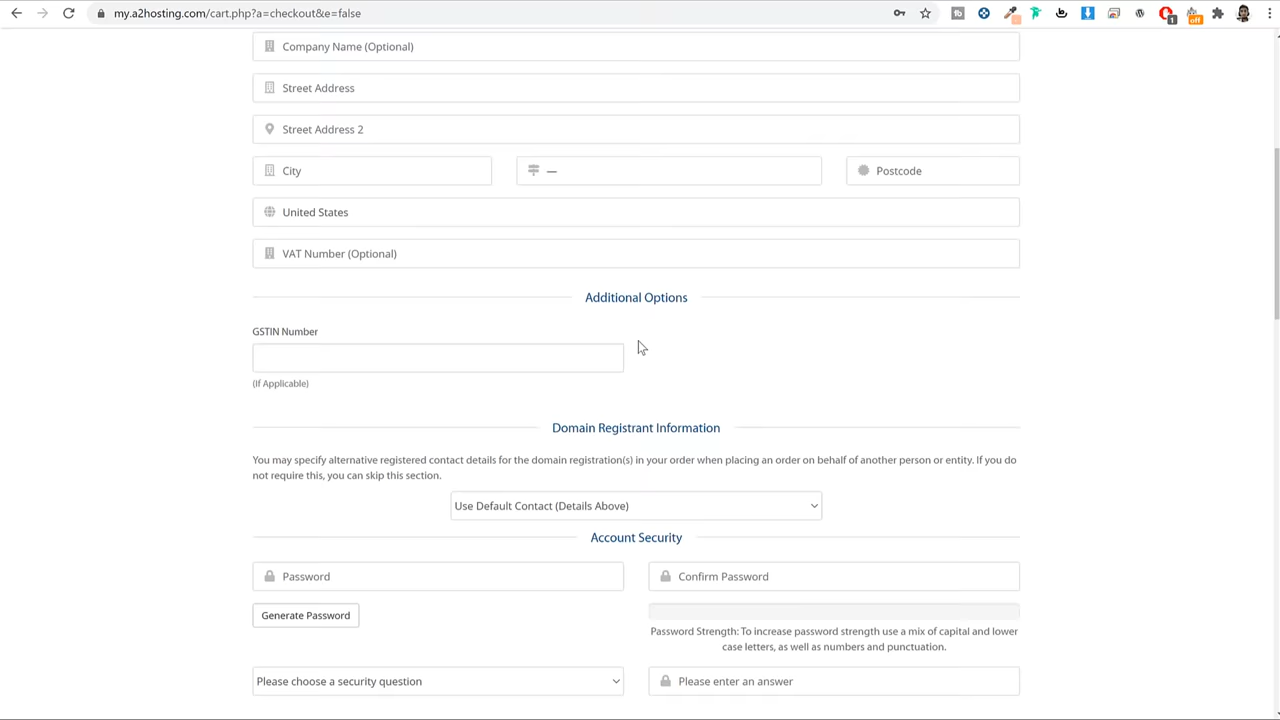 my.a2hosting.com/cart.php?a=checkout&e=false
1
off
Company Name (Optional)
Street Address
Street Address 2
City
—
Postcode
United States
VAT Number (Optional)
Additional Options
GSTIN Number
(If Applicable)
Domain Registrant Information
You may specify alternative registered contact details for the domain registration(s) in your order when placing an order on behalf of another person or entity. If you do
not require this, you can skip this section.
Use Default Contact (Details Above)
Account Security
Password
Confirm Password
Generate Password
Password Strength: To increase password strength use a mix of capital and lower
case letters, as well as numbers and punctuation.
Please choose a security question
Please enter an answer